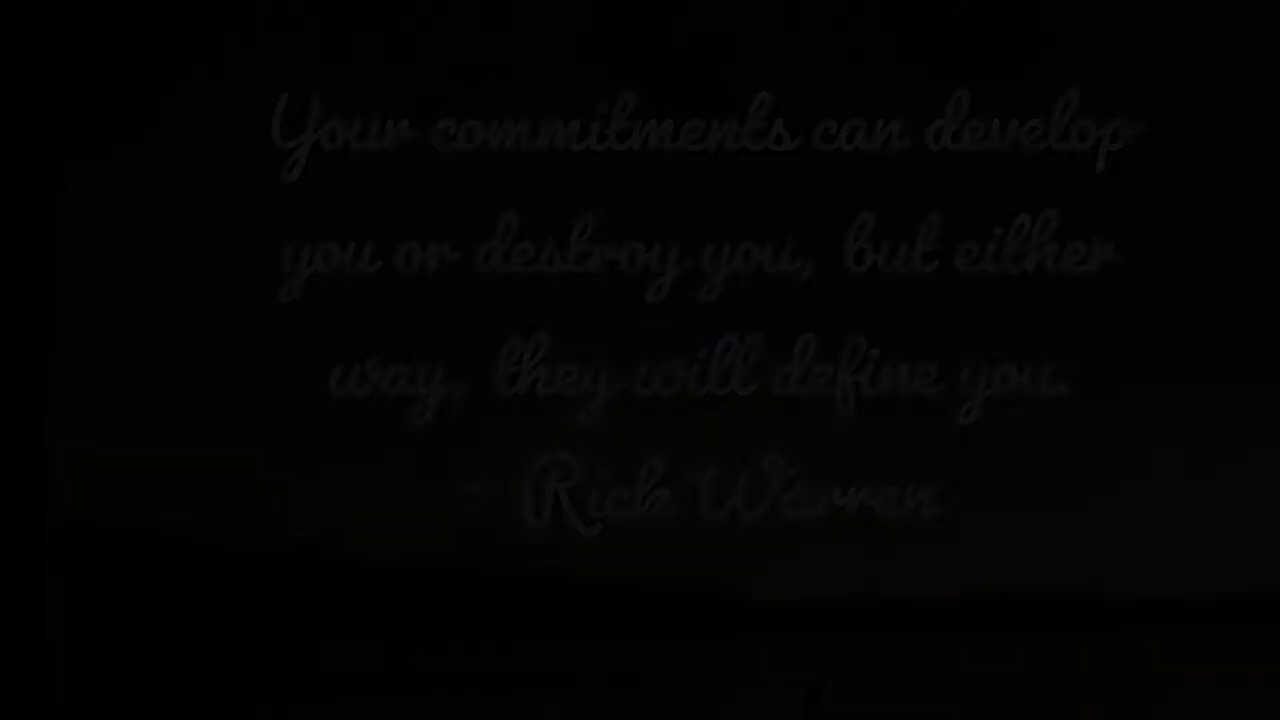 Your commitments can develop
you or destroy you, but either
way, they will define you.
- Rick Warren